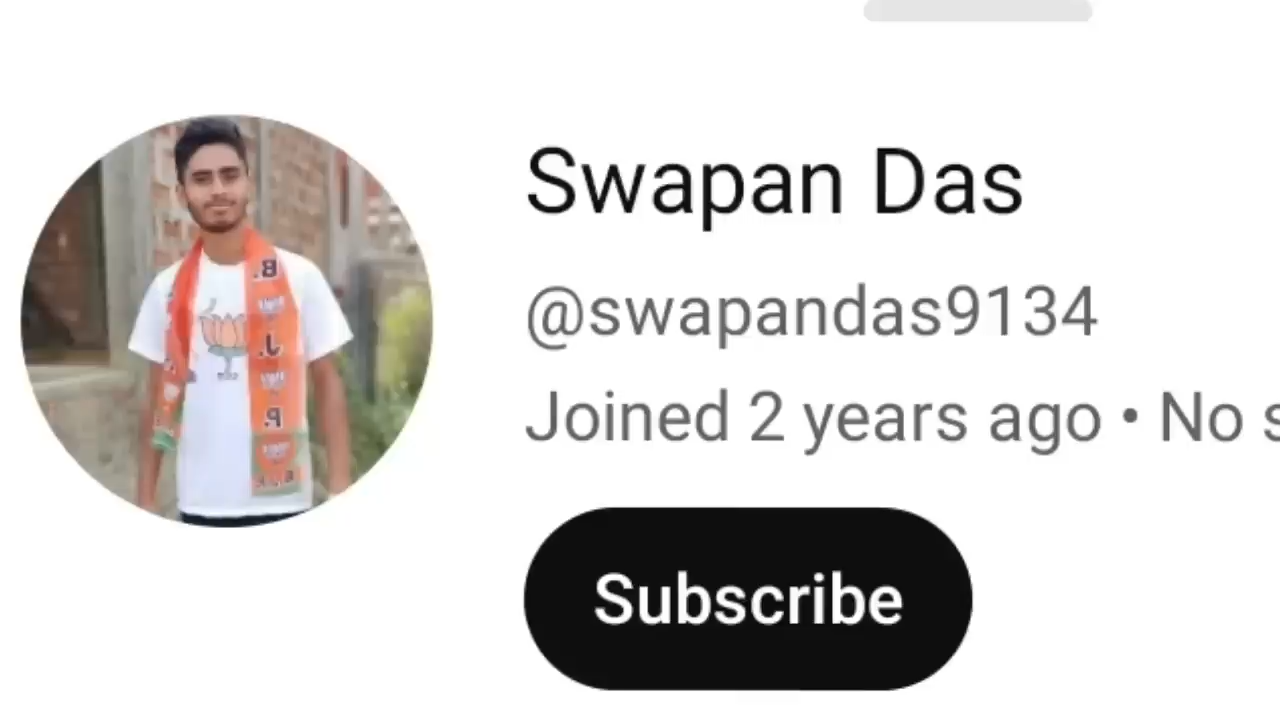 Swapan Das
@swapandas9134
Joined 2 years ago • No s
Subscribe
B.
J.
P.